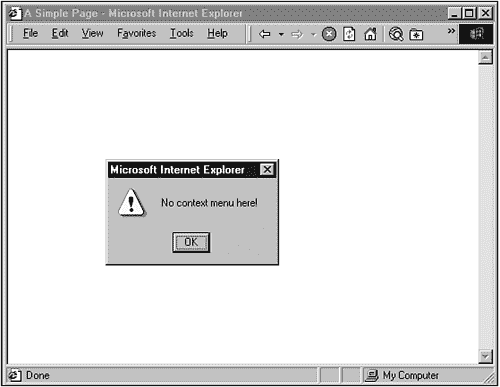 A Simple Page - Microsoft Internet Explorer
File Edit View Favorites Tools Help »
Microsoft Internet Explorer
No context menu here!
OK
Done My Computer